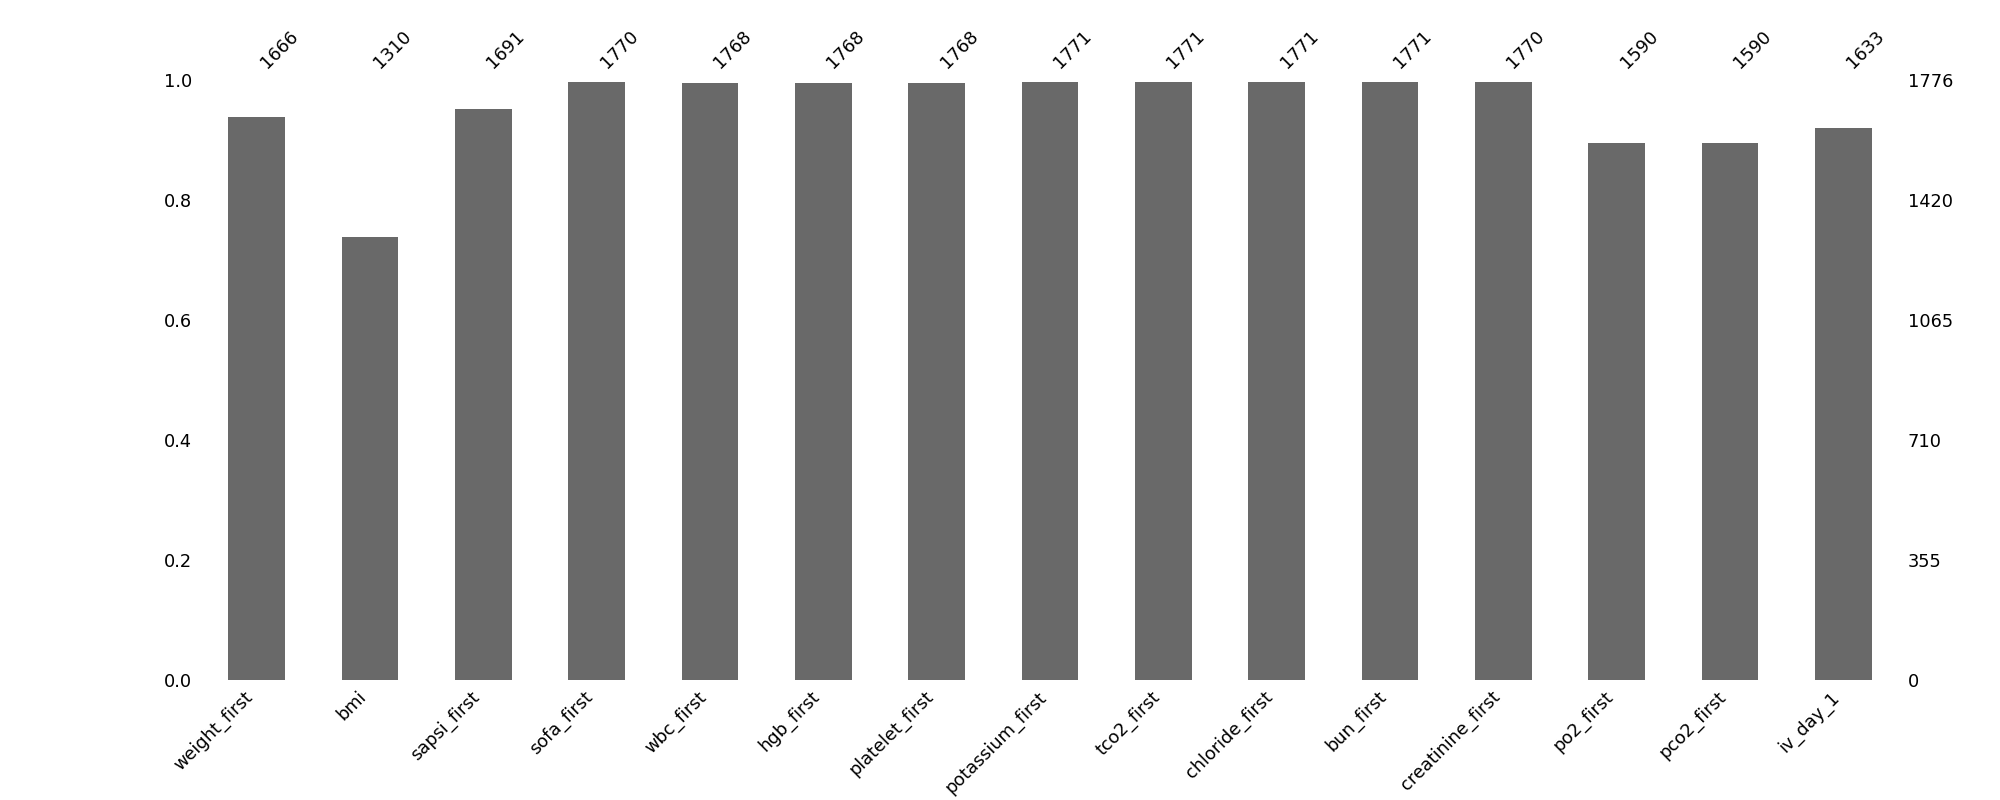 1666
1310
1691
1770
1768
1768
1768
1771
1771
1771
1771
1770
1590
1590
1633
1.0
0.8
0.6
0.4
0.2
0.0
1776
1420
1065
710
355
0
weight_first
bmi
sapsi_first
sofa_first
wbc_first
hgb_first
platelet_first
potassium_first
tco2_first
chloride_first
bun_first
creatinine_first
po2_first
pco2_first
iv_day_1